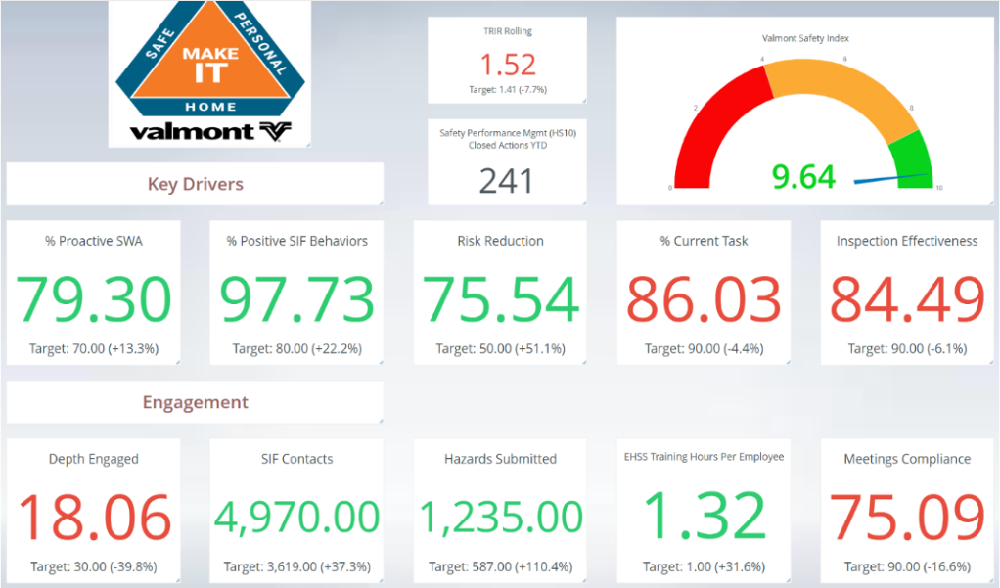 SAFE
PERSONAL
MAKE
IT
HOME
valmont
TRIR Rolling
1.52
Target: 1.41 (-7.7%)
Safety Performance Mgmt (HS10)
Closed Actions YTD
241
Valmont Safety Index
0
2
4
6
8
10
9.64
Key Drivers
% Proactive SWA
79.30
Target: 70.00 (+13.3%)
% Positive SIF Behaviors
97.73
Target: 80.00 (+22.2%)
Risk Reduction
75.54
Target: 50.00 (+51.1%)
% Current Task
86.03
Target: 90.00 (-4.4%)
Inspection Effectiveness
84.49
Target: 90.00 (-6.1%)
Engagement
Depth Engaged
18.06
Target: 30.00 (-39.8%)
SIF Contacts
4,970.00
Target: 3,619.00 (+37.3%)
Hazards Submitted
1,235.00
Target: 587.00 (+110.4%)
EHSS Training Hours Per Employee
1.32
Target: 1.00 (+31.6%)
Meetings Compliance
75.09
Target: 90.00 (-16.6%)